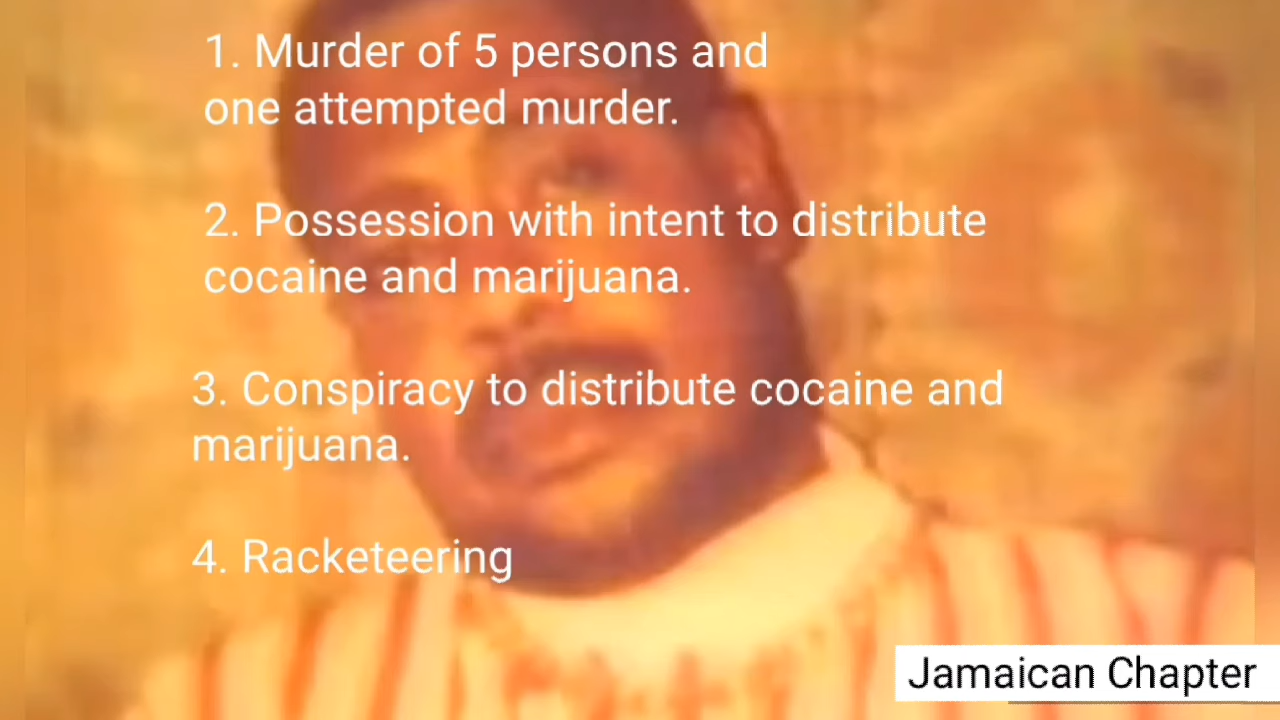 1. Murder of 5 persons and
one attempted murder.
2. Possession with intent to distribute
cocaine and marijuana.
3. Conspiracy to distribute cocaine and
marijuana.
4. Racketeering
Jamaican Chapter